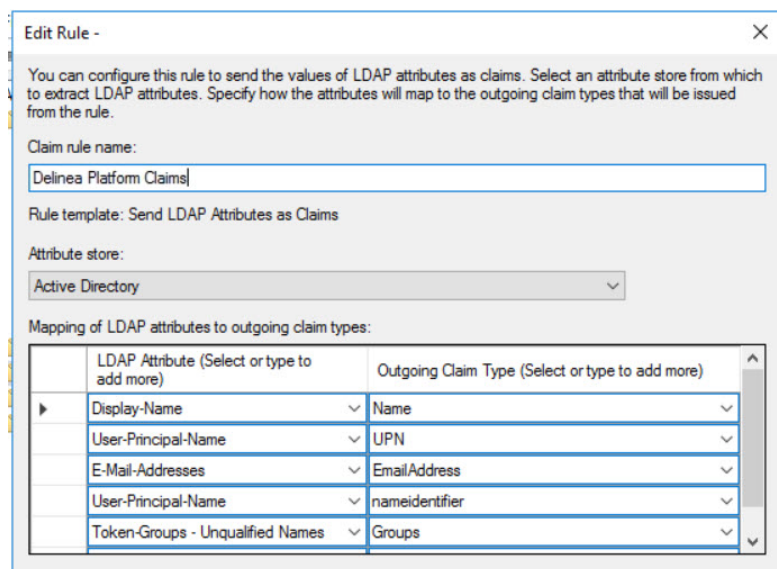 Edit Rule -
You can configure this rule to send the values of LDAP attributes as claims. Select an attribute store from which
to extract LDAP attributes. Specify how the attributes will map to the outgoing claim types that will be issued
from the rule.
Claim rule name:
Delinea Platform Claims
Rule template: Send LDAP Attributes as Claims
Attribute store:
Active Directory
Mapping of LDAP attributes to outgoing claim types:
LDAP Attribute (Select or type to
add more)
Outgoing Claim Type (Select or type to add more)
Display-Name Name
User-Principal-Name UPN
E-Mail-Addresses EmailAddress
User-Principal-Name nameidentifier
Token-Groups - Unqualified Names Groups